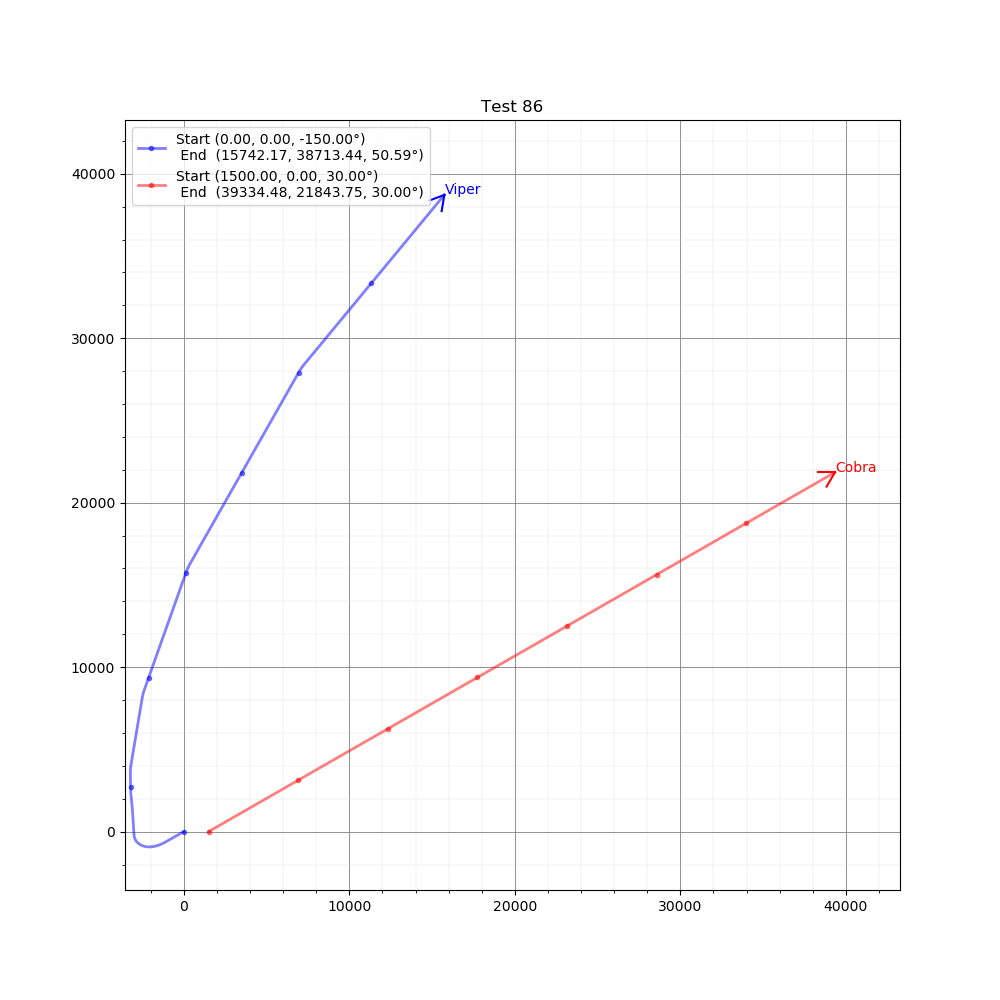 Test 86
Start (0.00, 0.00, -150.00°)
End  (15742.17, 38713.44, 50.59°)
Start (1500.00, 0.00, 30.00°)
End  (39334.48, 21843.75, 30.00°)
Viper
Cobra
40000
30000
20000
10000
0
0
10000
20000
30000
40000